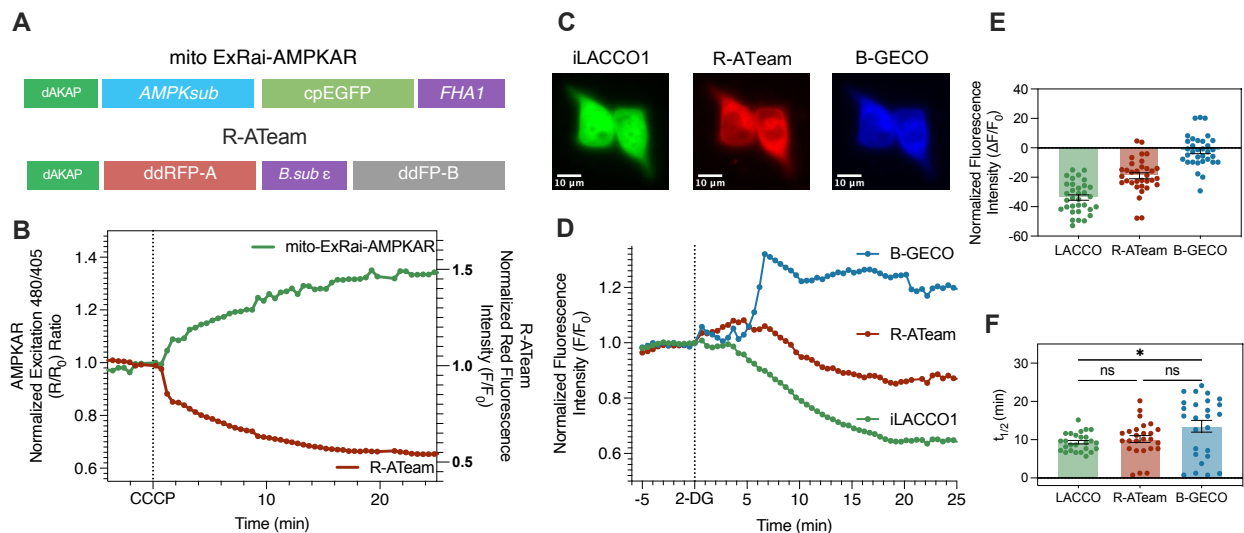 A
mito ExRai-AMPKAR
dAKAP
AMPKsub
cpEGFP
FHA1
R-ATeam
dAKAP
ddRFP-A
B.sub ε
ddFP-B
B
AMPKAR
Normalized Excitation 480/405
(R/R0) Ratio
1.4
1.2
1.0
0.8
0.6
mito-ExRai-AMPKAR
R-ATeam
1.5
1.0
0.5
R-ATeam
Normalized Red Fluorescence
Intensity (F/F0)
CCCP
10
20
Time (min)
C
iLACCO1
R-ATeam
B-GECO
10 μm
10 μm
10 μm
D
Normalized Fluorescence
Intensity (F/F0)
1.4
1.2
1.0
0.8
0.6
B-GECO
R-ATeam
iLACCO1
-5
2-DG
5
10
15
20
25
Time (min)
E
Normalized Fluorescence
Intensity (ΔF/F0)
40
20
0
-20
-40
-60
LACCO
R-ATeam
B-GECO
F
t1/2 (min)
30
20
10
0
*
ns
ns
LACCO
R-ATeam
B-GECO